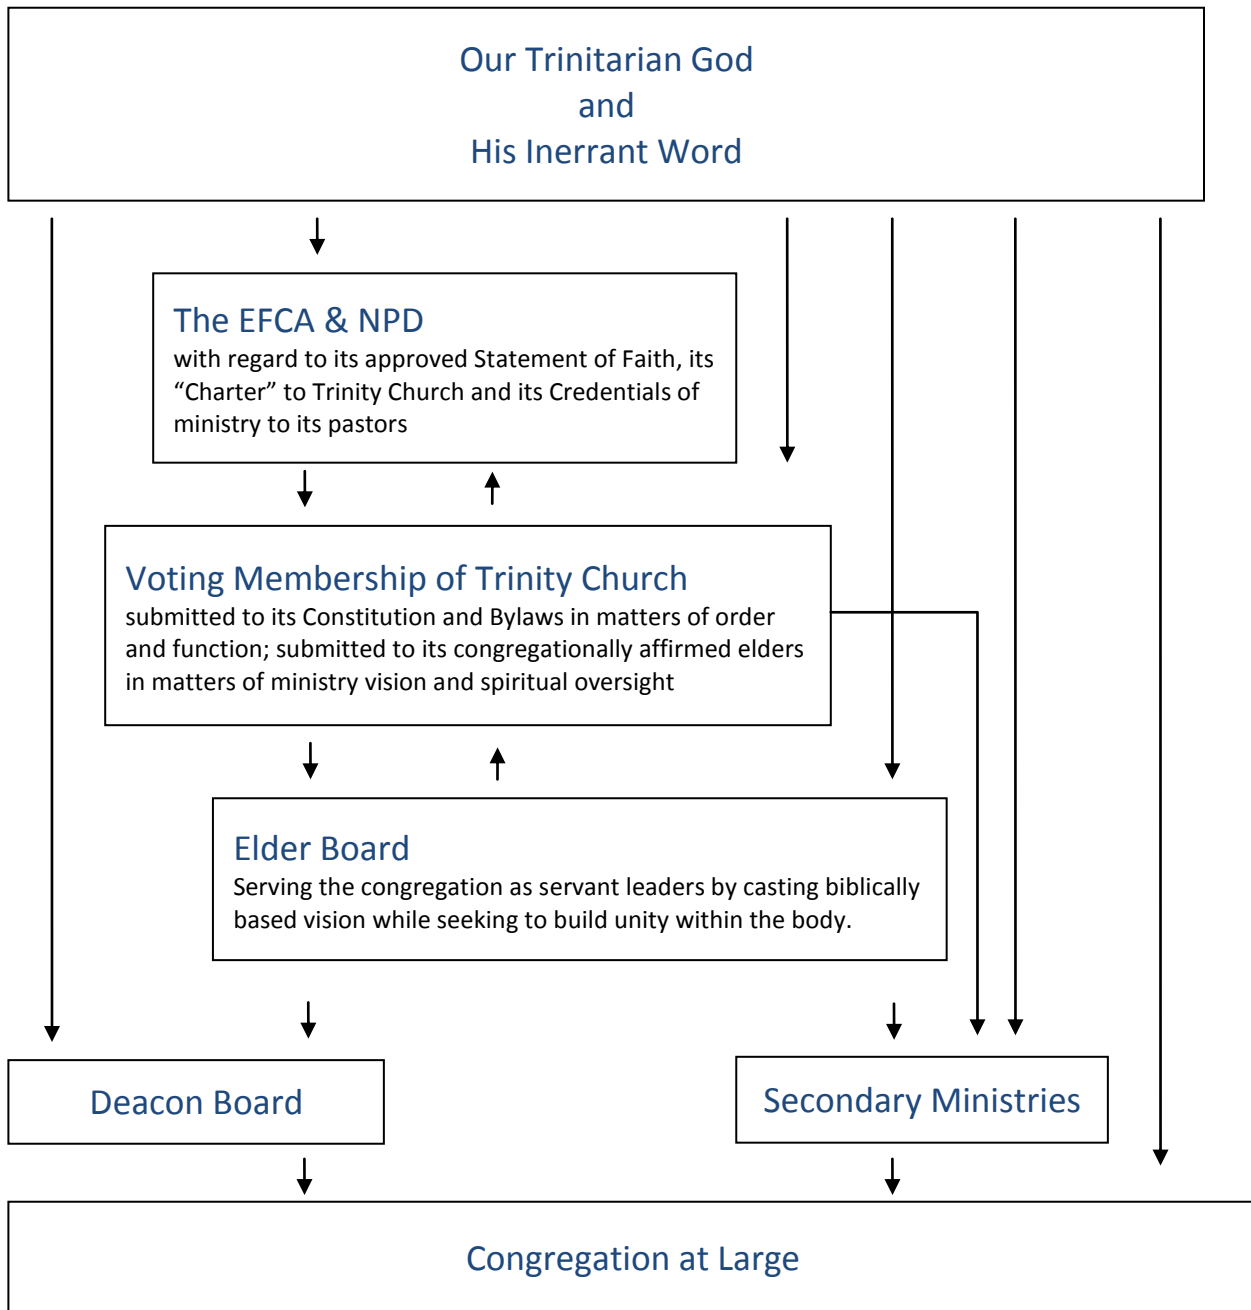 Our Trinitarian God
and
His Inerrant Word
The EFCA & NPD
with regard to its approved Statement of Faith, its
“Charter” to Trinity Church and its Credentials of
ministry to its pastors
Voting Membership of Trinity Church
submitted to its Constitution and Bylaws in matters of order
and function; submitted to its congregationally affirmed elders
in matters of ministry vision and spiritual oversight
Elder Board
Serving the congregation as servant leaders by casting biblically
based vision while seeking to build unity within the body.
Deacon Board
Secondary Ministries
Congregation at Large